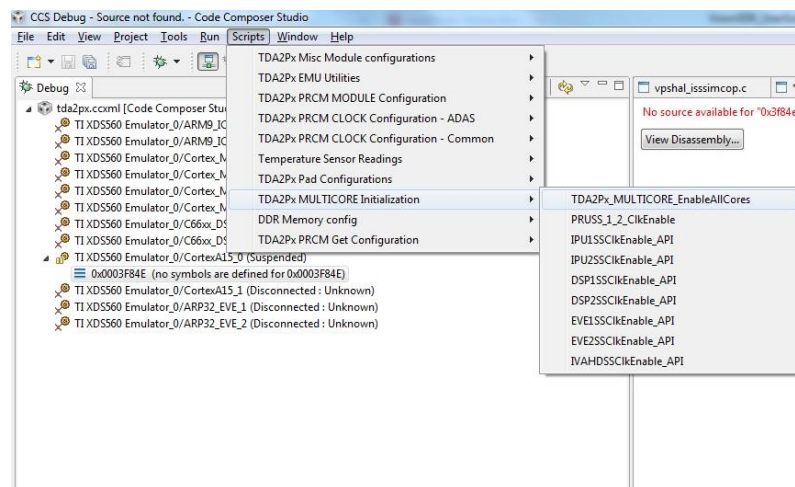 CCS Debug - Source not found. - Code Composer Studio
File Edit View Project Tools Run Scripts Window Help
Debug
tda2px.ccxml [Code Composer Stu
TI XDS560 Emulator_0/ARM9_IC
TI XDS560 Emulator_0/ARM9_IC
TI XDS560 Emulator_0/Cortex_M
TI XDS560 Emulator_0/Cortex_M
TI XDS560 Emulator_0/Cortex_M
TI XDS560 Emulator_0/Cortex_M
TI XDS560 Emulator_0/C66xx_DS
TI XDS560 Emulator_0/C66xx_DS
TI XDS560 Emulator_0/CortexA15_0 (Suspended)
0x0003F84E (no symbols are defined for 0x0003F84E)
TI XDS560 Emulator_0/CortexA15_1 (Disconnected : Unknown)
TI XDS560 Emulator_0/ARP32_EVE_1 (Disconnected : Unknown)
TI XDS560 Emulator_0/ARP32_EVE_2 (Disconnected : Unknown)
TDA2Px Misc Module configurations
TDA2Px EMU Utilities
TDA2Px PRCM MODULE Configuration
TDA2Px PRCM CLOCK Configuration - ADAS
TDA2Px PRCM CLOCK Configuration - Common
Temperature Sensor Readings
TDA2Px Pad Configurations
TDA2Px MULTICORE Initialization
DDR Memory config
TDA2Px PRCM Get Configuration
TDA2Px_MULTICORE_EnableAllCores
PRUSS_1_2_ClkEnable
IPU1SSClkEnable_API
IPU2SSClkEnable_API
DSP1SSClkEnable_API
DSP2SSClkEnable_API
EVE1SSClkEnable_API
EVE2SSClkEnable_API
IVAHDSSClkEnable_API
vpshal_isssimcop.c
No source available for "0x3f84e
View Disassembly...